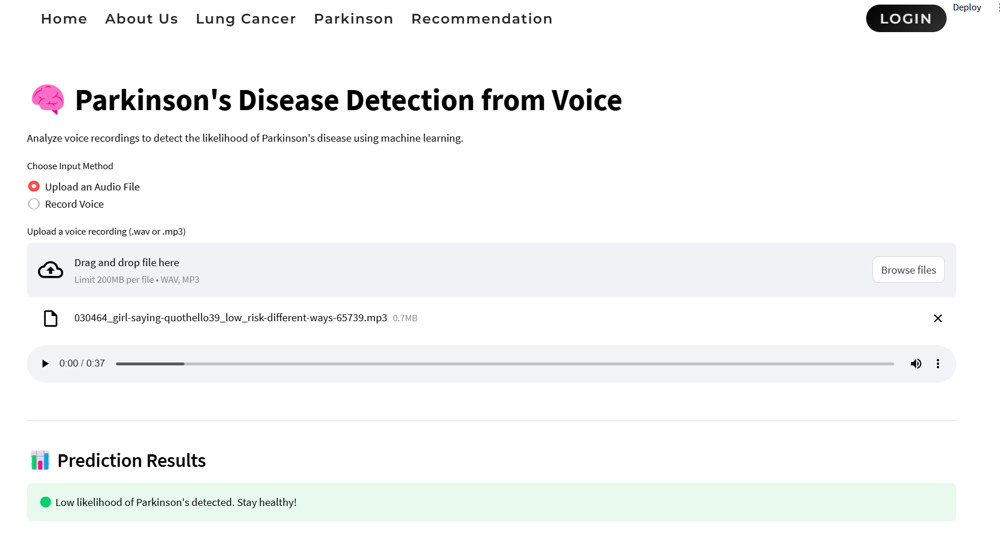 Home About Us Lung Cancer Parkinson Recommendation LOGIN Deploy
Parkinson's Disease Detection from Voice
Analyze voice recordings to detect the likelihood of Parkinson's disease using machine learning.
Choose Input Method
Upload an Audio File
Record Voice
Upload a voice recording (.wav or .mp3)
Drag and drop file here
Limit 200MB per file • WAV, MP3
Browse files
030464_girl-saying-quothello39_low_risk-different-ways-65739.mp3 0.7MB
0:00 / 0:37
Prediction Results
Low likelihood of Parkinson's detected. Stay healthy!